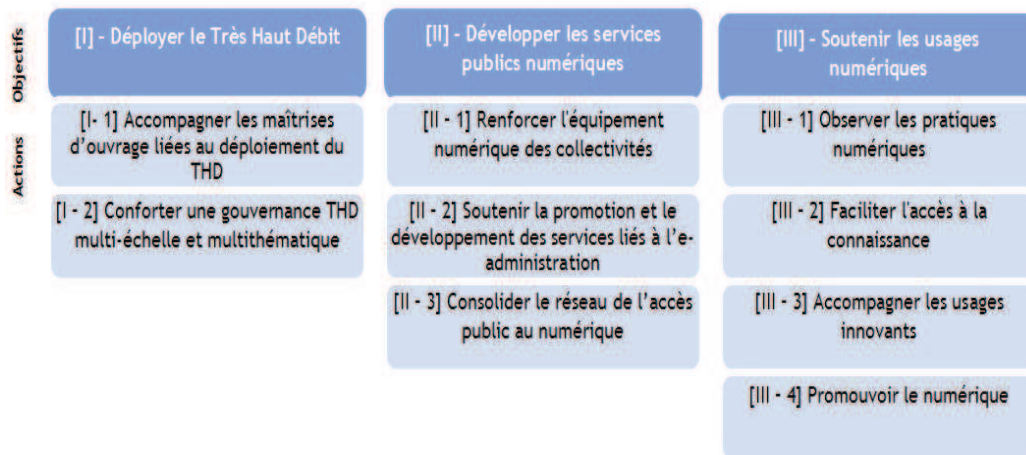 Objectifs
[I] - Déployer le Très Haut Débit
[II] - Développer les services
publics numériques
[III] - Soutenir les usages
numériques
Actions
[I- 1] Accompagner les maîtrises
d'ouvrage liées au déploiement du
THD
[I - 2] Conforter une gouvernance THD
multi-échelle et multithématique
[II - 1] Renforcer l'équipement
numérique des collectivités
[II - 2] Soutenir la promotion et le
développement des services liés à l'e-
administration
[II - 3] Consolider le réseau de l'accès
public au numérique
[III - 1] Observer les pratiques
numériques
[III - 2] Faciliter l'accès à la
connaissance
[III - 3] Accompagner les usages
innovants
[III - 4] Promouvoir le numérique